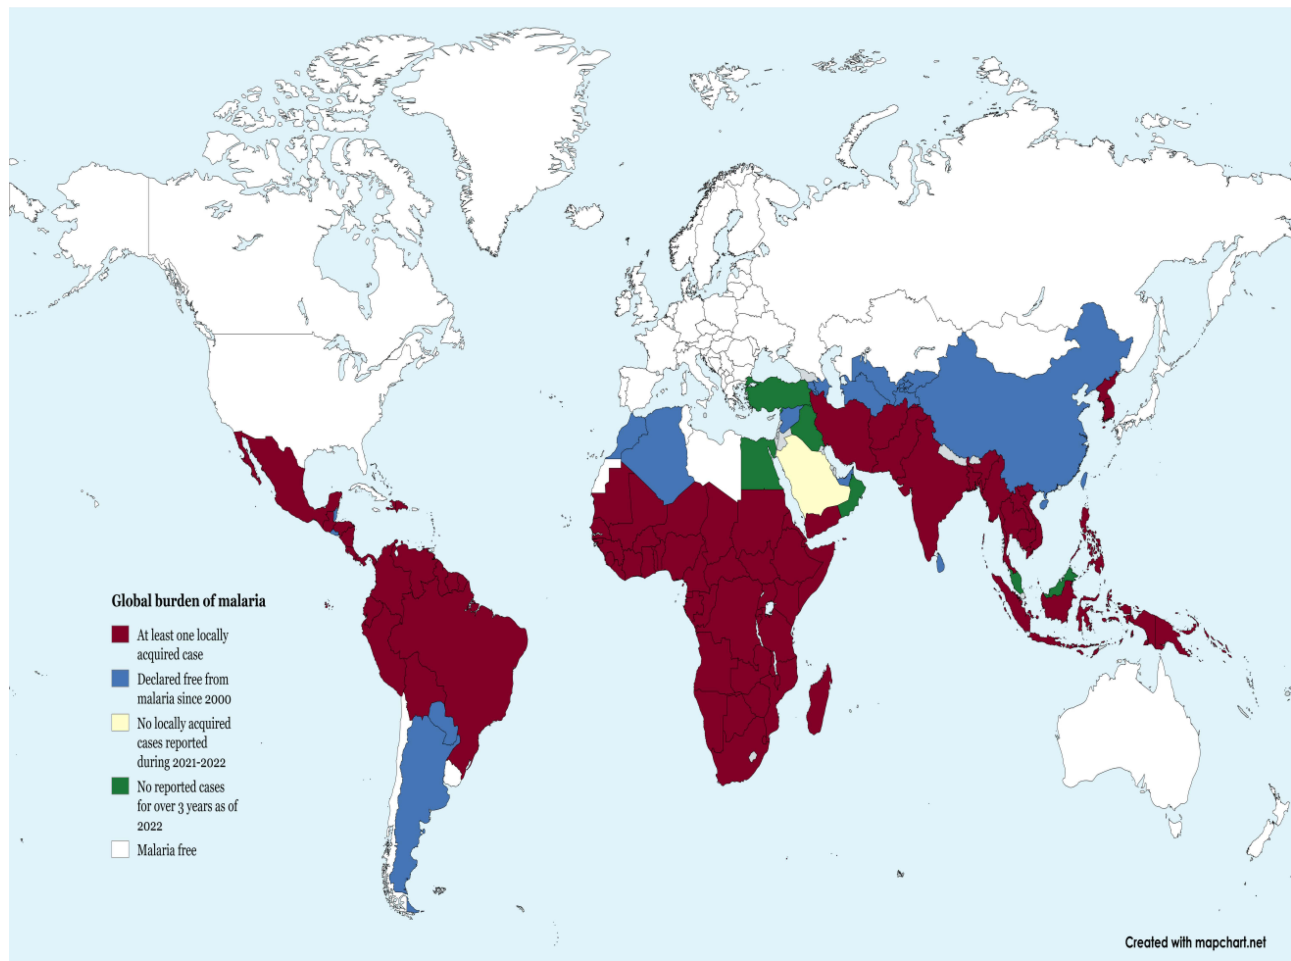 Global burden of malaria
At least one locally
acquired case
Declared free from
malaria since 2000
No locally acquired
cases reported
during 2021-2022
No reported cases
for over 3 years as of
2022
Malaria free
Created with mapchart.net